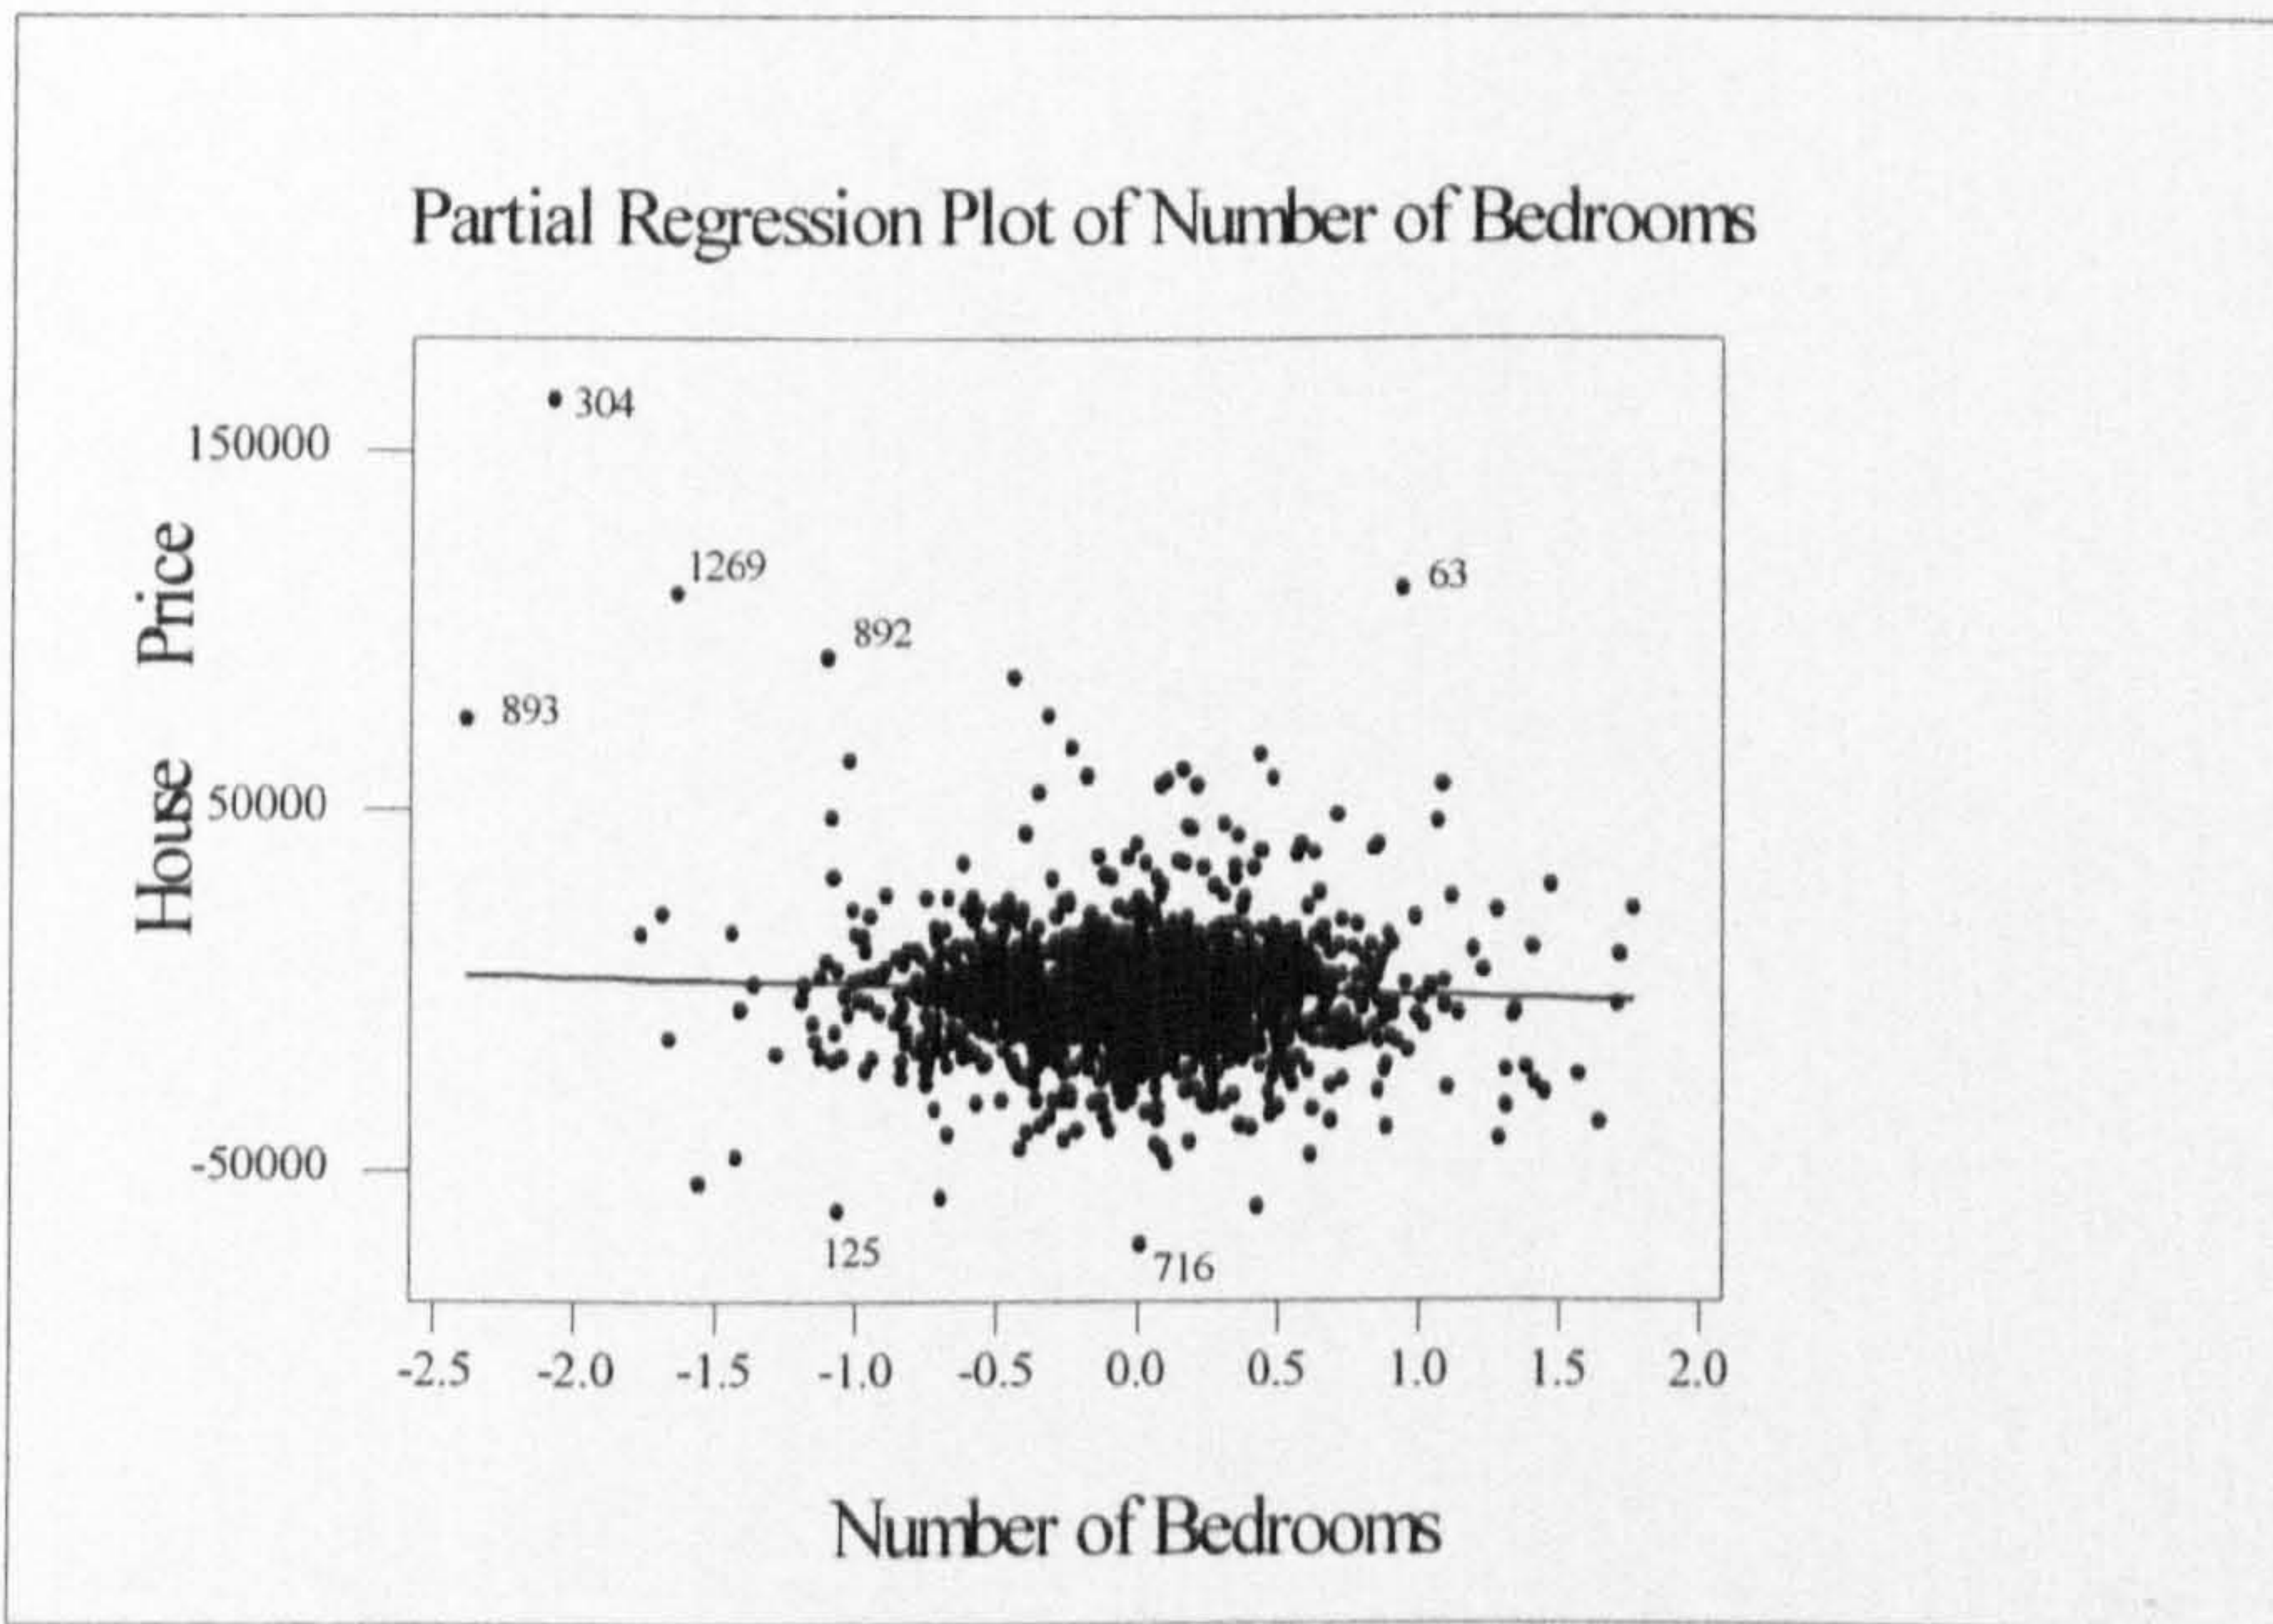 Partial Regression Plot of Number of Bedrooms
304
150000
1269
63
892
893
House Price
50000
-50000
125
716
-2.5 -2.0 -1.5 -1.0 -0.5 0.0 0.5 1.0 1.5 2.0
Number of Bedrooms